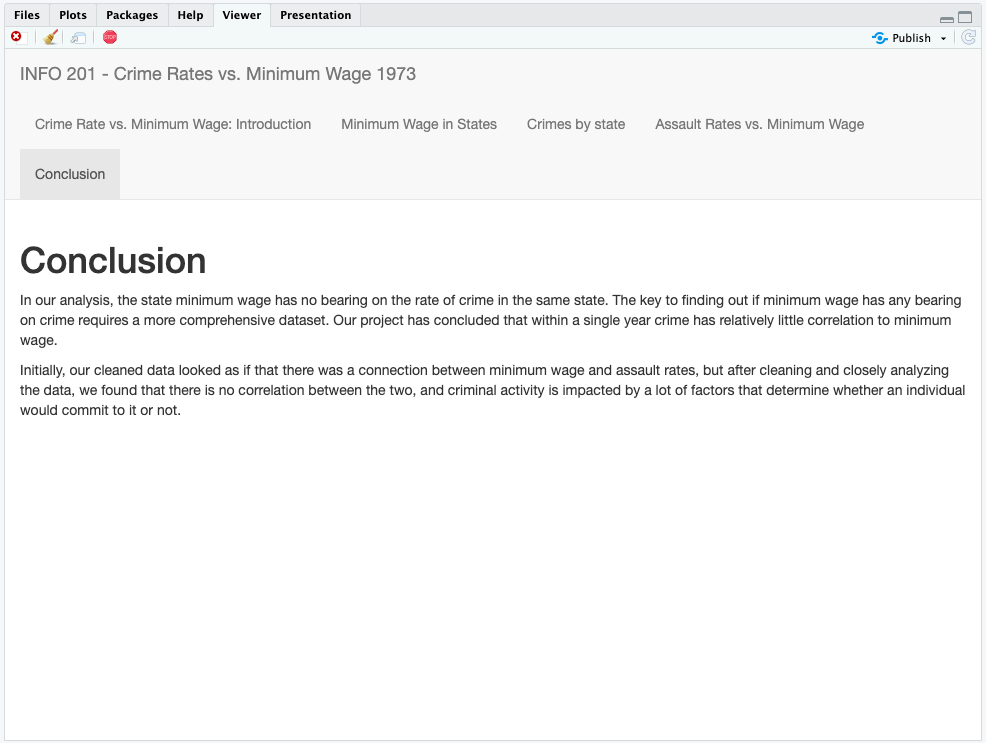 Files Plots Packages Help Viewer Presentation
STOP Publish
INFO 201 - Crime Rates vs. Minimum Wage 1973
Crime Rate vs. Minimum Wage: Introduction Minimum Wage in States Crimes by state Assault Rates vs. Minimum Wage
Conclusion
Conclusion
In our analysis, the state minimum wage has no bearing on the rate of crime in the same state. The key to finding out if minimum wage has any bearing
on crime requires a more comprehensive dataset. Our project has concluded that within a single year crime has relatively little correlation to minimum
wage.
Initially, our cleaned data looked as if that there was a connection between minimum wage and assault rates, but after cleaning and closely analyzing
the data, we found that there is no correlation between the two, and criminal activity is impacted by a lot of factors that determine whether an individual
would commit to it or not.